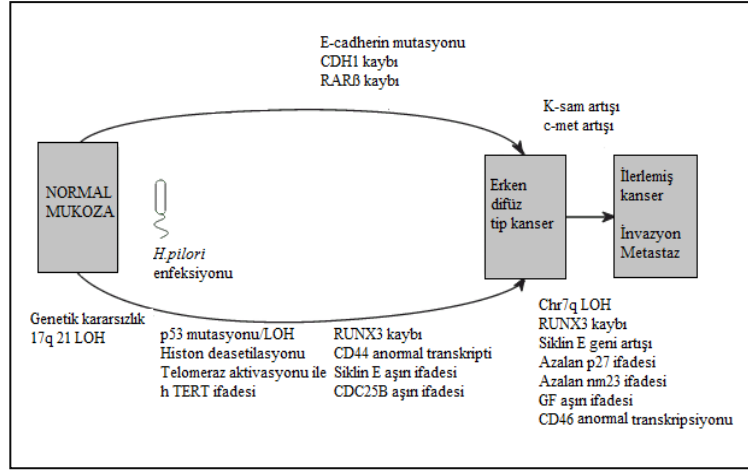 E-cadherin mutasyonu
CDH1 kaybı
RARß kaybı
K-sam artışı
c-met artışı
NORMAL
MUKOZA
H.pilori
enfeksiyonu
Erken
difüz
tip kanser
İlerlemiş
kanser
İnvazyon
Metastaz
Genetik kararsızlık
17q 21 LOH
p53 mutasyonu/LOH
Histon deasetilasyonu
Telomeraz aktivasyonu ile
h TERT ifadesi
RUNX3 kaybı
CD44 anormal transkripti
Siklin E aşırı ifadesi
CDC25B aşırı ifadesi
Chr7q LOH
RUNX3 kaybı
Siklin E geni artışı
Azalan p27 ifadesi
Azalan nm23 ifadesi
GF aşırı ifadesi
CD46 anormal transkripsiyonu